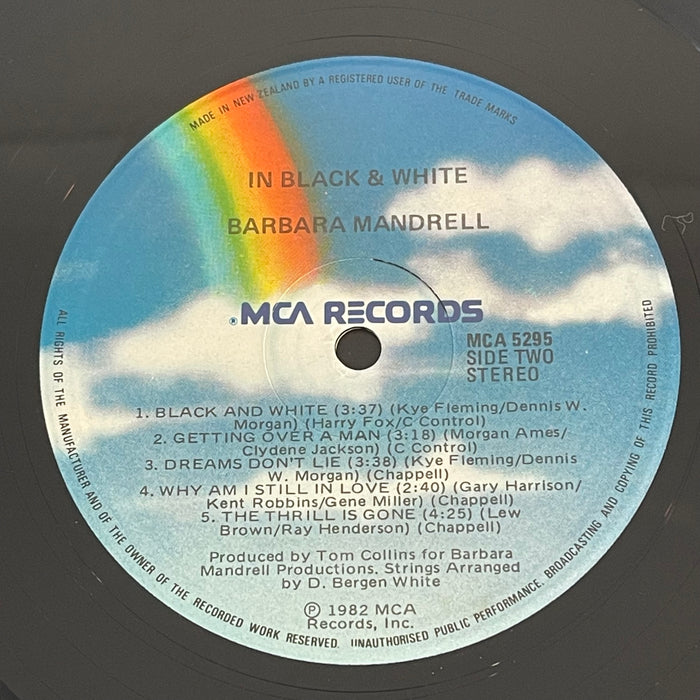 MADE IN NEW ZEALAND BY A REGISTERED USER OF THE TRADE MARKS
IN BLACK & WHITE
BARBARA MANDRELL
®MCA RECORDS
MCA 5295
SIDE TWO
STEREO
1. BLACK AND WHITE (3:37) (Kye Fleming/Dennis W.
Morgan) (Harry Fox/C Control)
2. GETTING OVER A MAN (3:18) (Morgan Ames/
Clydene Jackson) (C Control)
3. DREAMS DON'T LIE (3:38) (Kye Fleming/Dennis
W. Morgan) (Chappell)
4. WHY AM I STILL IN LOVE (2:40) (Gary Harrison/
Kent Robbins/Gene Miller) (Chappell)
5. THE THRILL IS GONE (4:25) (Lew
Brown/Ray Henderson) (Chappell)
Produced by Tom Collins for Barbara
Mandrell Productions. Strings Arranged
by D. Bergen White
℗ 1982 MCA
Records, Inc.
ALL RIGHTS OF THE MANUFACTURER AND OF THE OWNER OF THE RECORDED WORK RESERVED. UNAUTHORISED PUBLIC PERFORMANCE, BROADCASTING AND COPYING OF THIS RECORD PROHIBITED